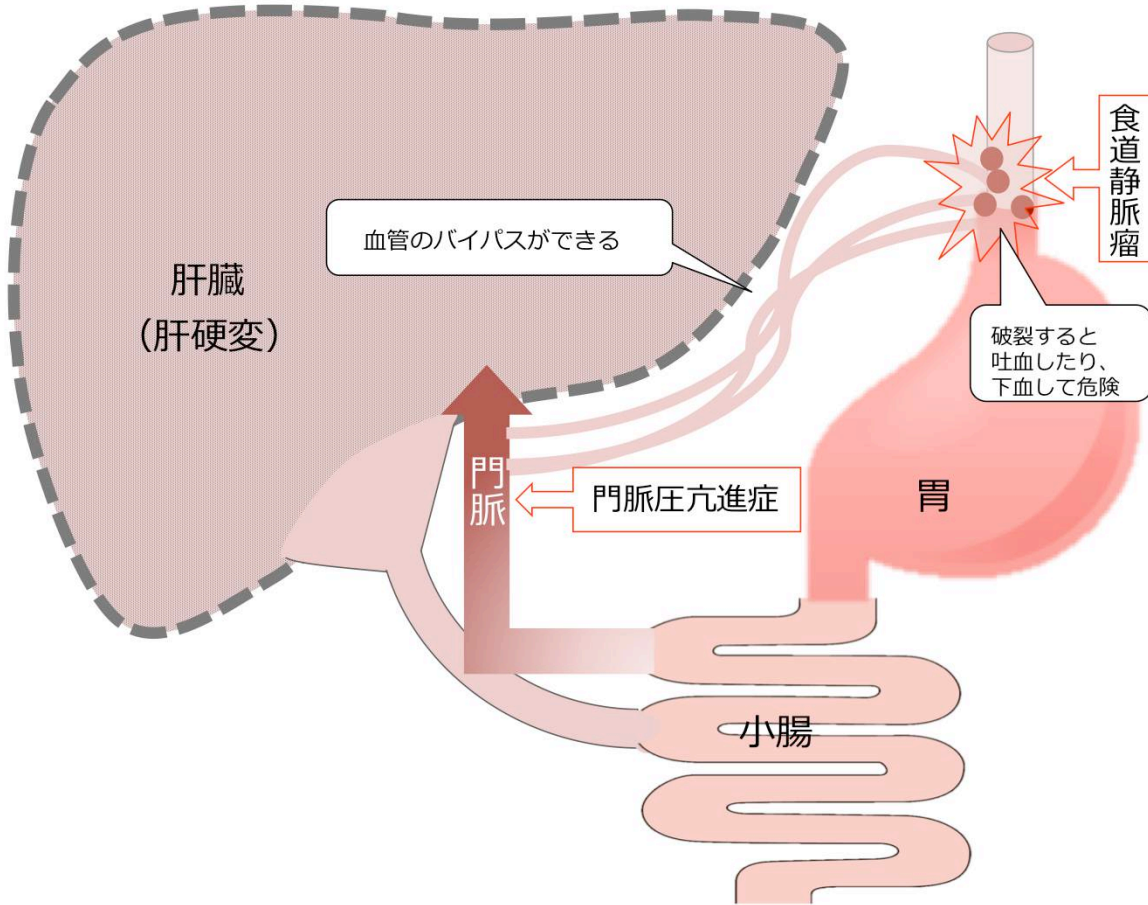 食道静脈瘤
血管のバイパスができる
肝臓
（肝硬変）
破裂すると
吐血したり、
下血して危険
門脈
門脈圧亢進症
胃
小腸